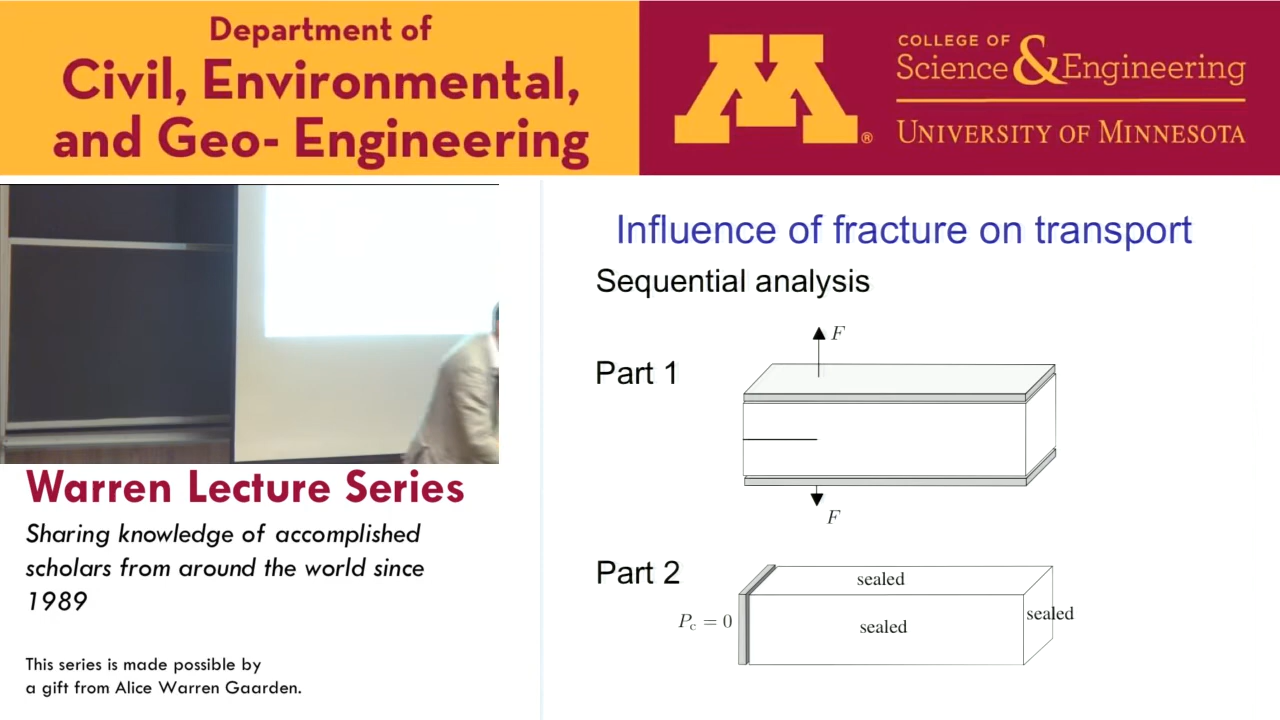 Department of
Civil, Environmental,
and Geo- Engineering
M
®
COLLEGE OF
Science & Engineering
UNIVERSITY OF MINNESOTA
Warren Lecture Series
Sharing knowledge of accomplished
scholars from around the world since
1989
This series is made possible by
a gift from Alice Warren Gaarden.
Influence of fracture on transport
Sequential analysis
F
Part 1
F
Part 2
sealed
P_c = 0
sealed
sealed